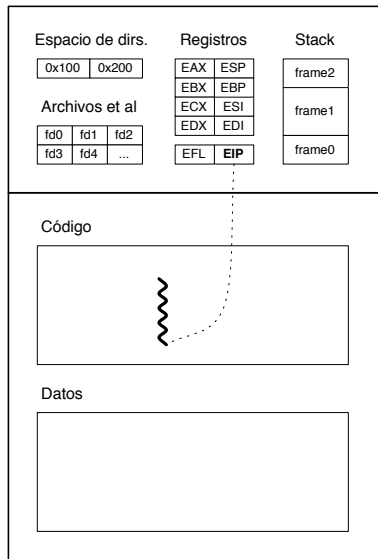 Espacio de dirs.
0x100 0x200
Archivos et al
fd0 fd1 fd2
fd3 fd4 ...
Registros
EAX ESP
EBX EBP
ECX ESI
EDX EDI
EFL EIP
Stack
frame2
frame1
frame0
Código
Datos